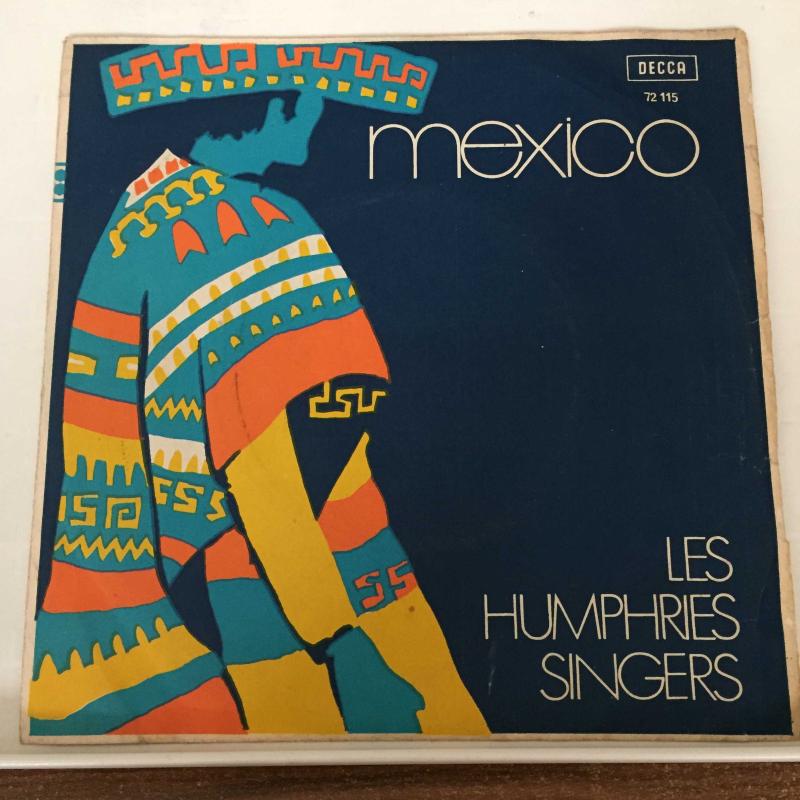 DECCA
72 115
mexico
LES
HUMPHRIES
SINGERS